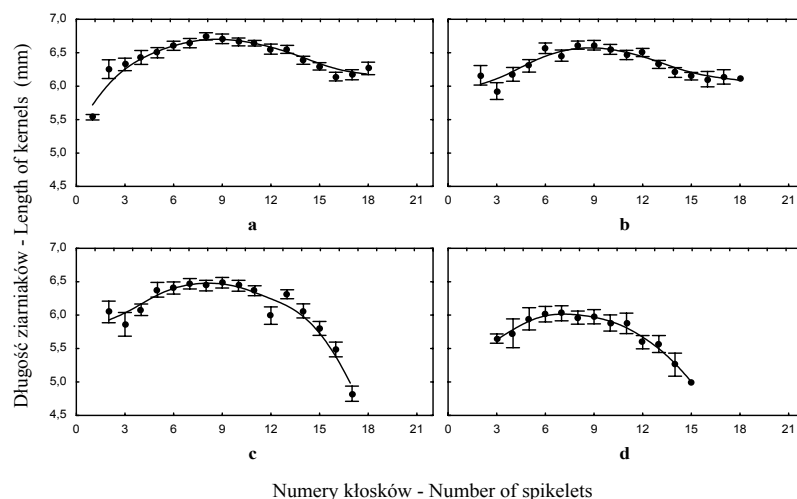 Długość ziarniaków - Length of kernels (mm)
7,0
6,5
6,0
5,5
5,0
4,5
0 3 6 9 12 15 18 21
a
0 3 6 9 12 15 18 21
b
7,0
6,5
6,0
5,5
5,0
4,5
0 3 6 9 12 15 18 21
c
0 3 6 9 12 15 18 21
d
Numery kłosków - Number of spikelets